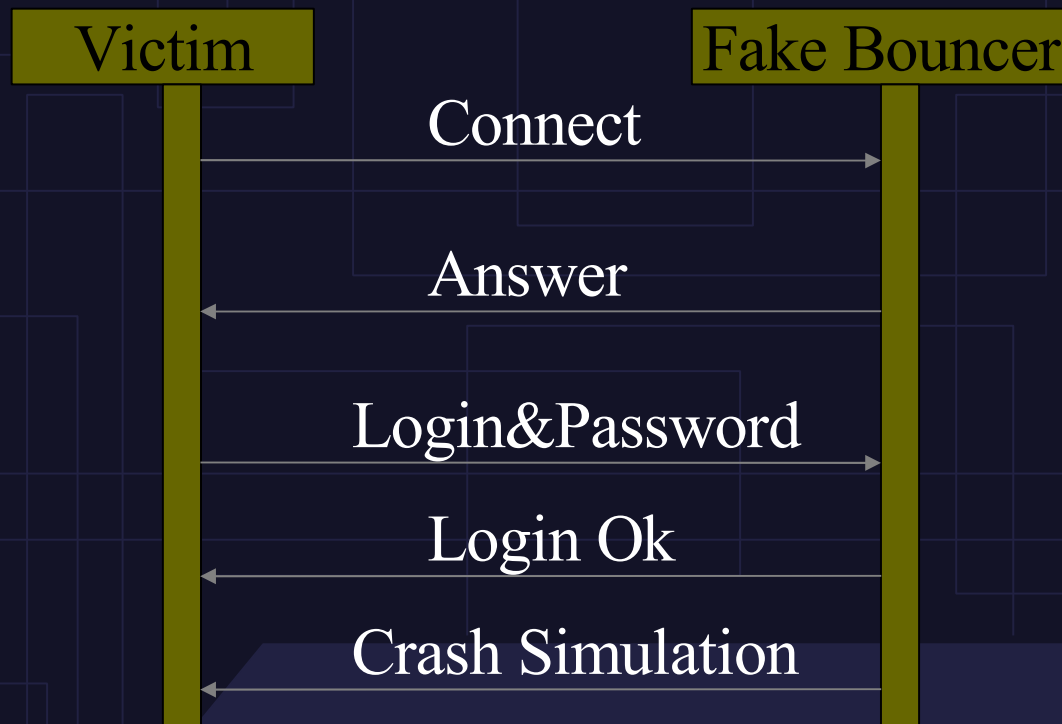 Victim
Fake Bouncer
Connect
Answer
Login&Password
Login Ok
Crash Simulation